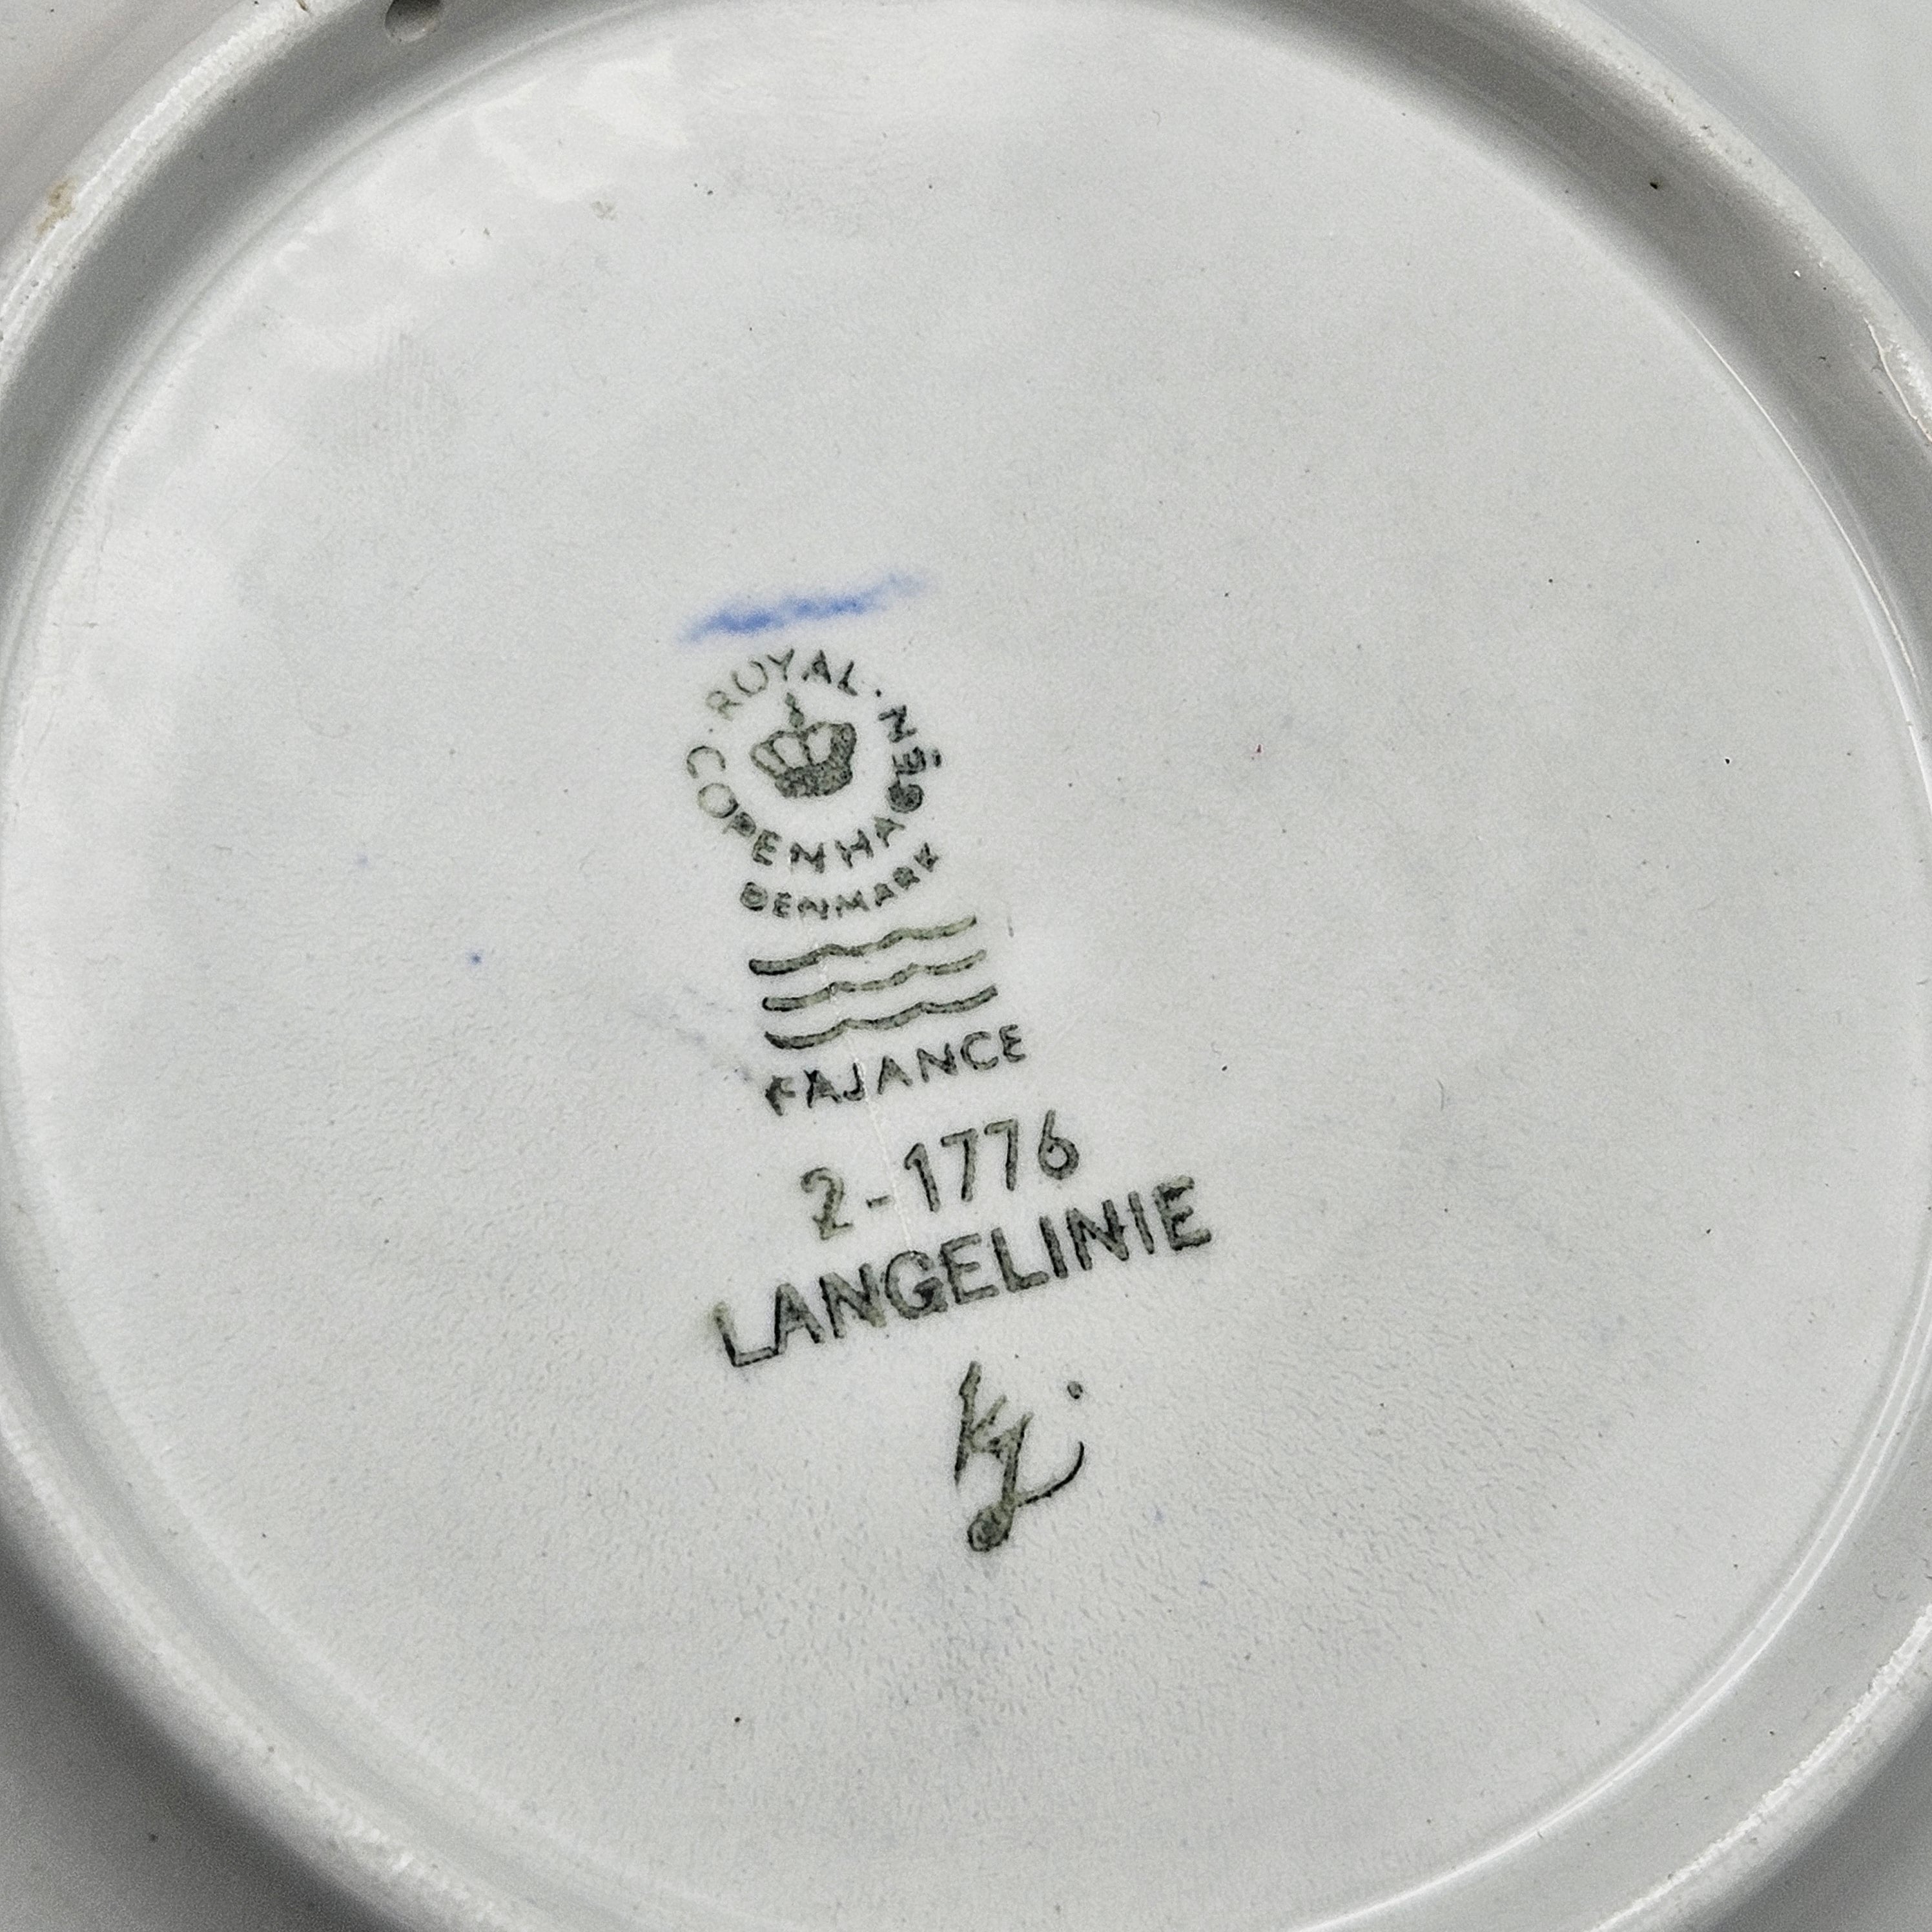 ROYAL · COPENHAGEN
DENMARK
FAJANCE
2-1776
LANGELINIE